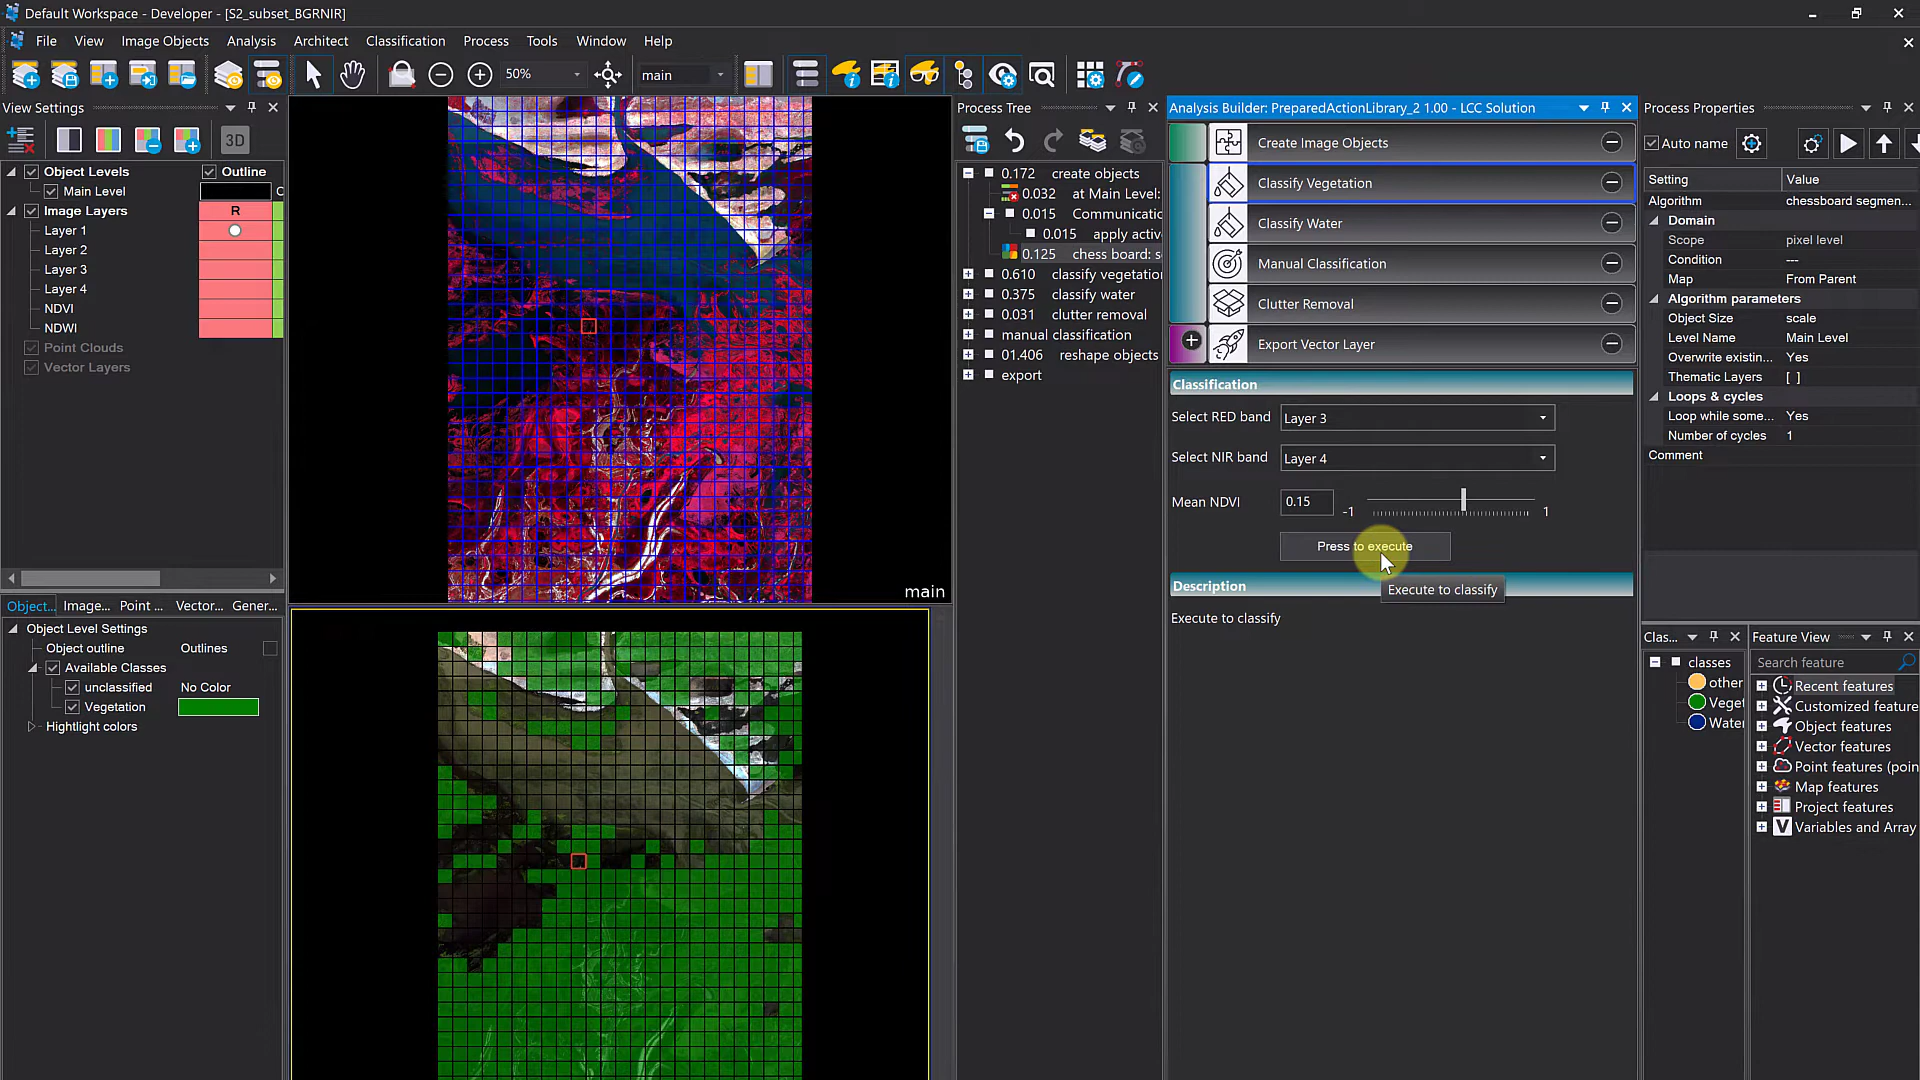 Default Workspace - Developer - [S2_subset_BGRNIR]
File View Image Objects Analysis Architect Classification Process Tools Window Help
50%
main
View Settings
3D
Object Levels
Outline
Main Level
Image Layers
R
Layer 1
Layer 2
Layer 3
Layer 4
NDVI
NDWI
Point Clouds
Vector Layers
Object... Image... Point ... Vector... Gener...
Object Level Settings
Object outline Outlines
Available Classes
unclassified No Color
Vegetation
Hightlight colors
main
Process Tree
0.172 create objects
0.032 at Main Level:
0.015 Communicatic
0.015 apply activ
0.125 chess board: s
0.610 classify vegetation
0.375 classify water
0.031 clutter removal
manual classification
01.406 reshape objects
export
Analysis Builder: PreparedActionLibrary_2 1.00 - LCC Solution
Create Image Objects
Classify Vegetation
Classify Water
Manual Classification
Clutter Removal
Export Vector Layer
Classification
Select RED band Layer 3
Select NIR band Layer 4
Mean NDVI 0.15 -1 1
Press to execute
Description
Execute to classify
Execute to classify
Process Properties
Auto name
Setting Value
Algorithm chessboard segmen...
Domain
Scope pixel level
Condition ---
Map From Parent
Algorithm parameters
Object Size scale
Level Name Main Level
Overwrite existin... Yes
Thematic Layers [ ]
Loops & cycles
Loop while some... Yes
Number of cycles 1
Comment
Clas...
classes
other
Veget
Water
Feature View
Search feature
Recent features
Customized feature
Object features
Vector features
Point features (poin
Map features
Project features
Variables and Array